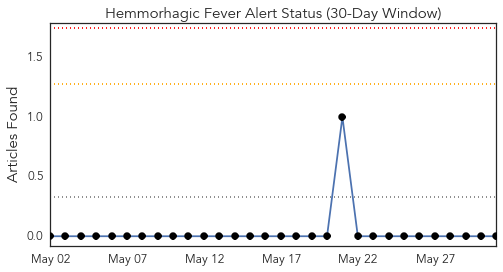 Hemmorhagic Fever Alert Status (30-Day Window)
Articles Found
1.5
1.0
0.5
0.0
May 02 May 07 May 12 May 17 May 22 May 27